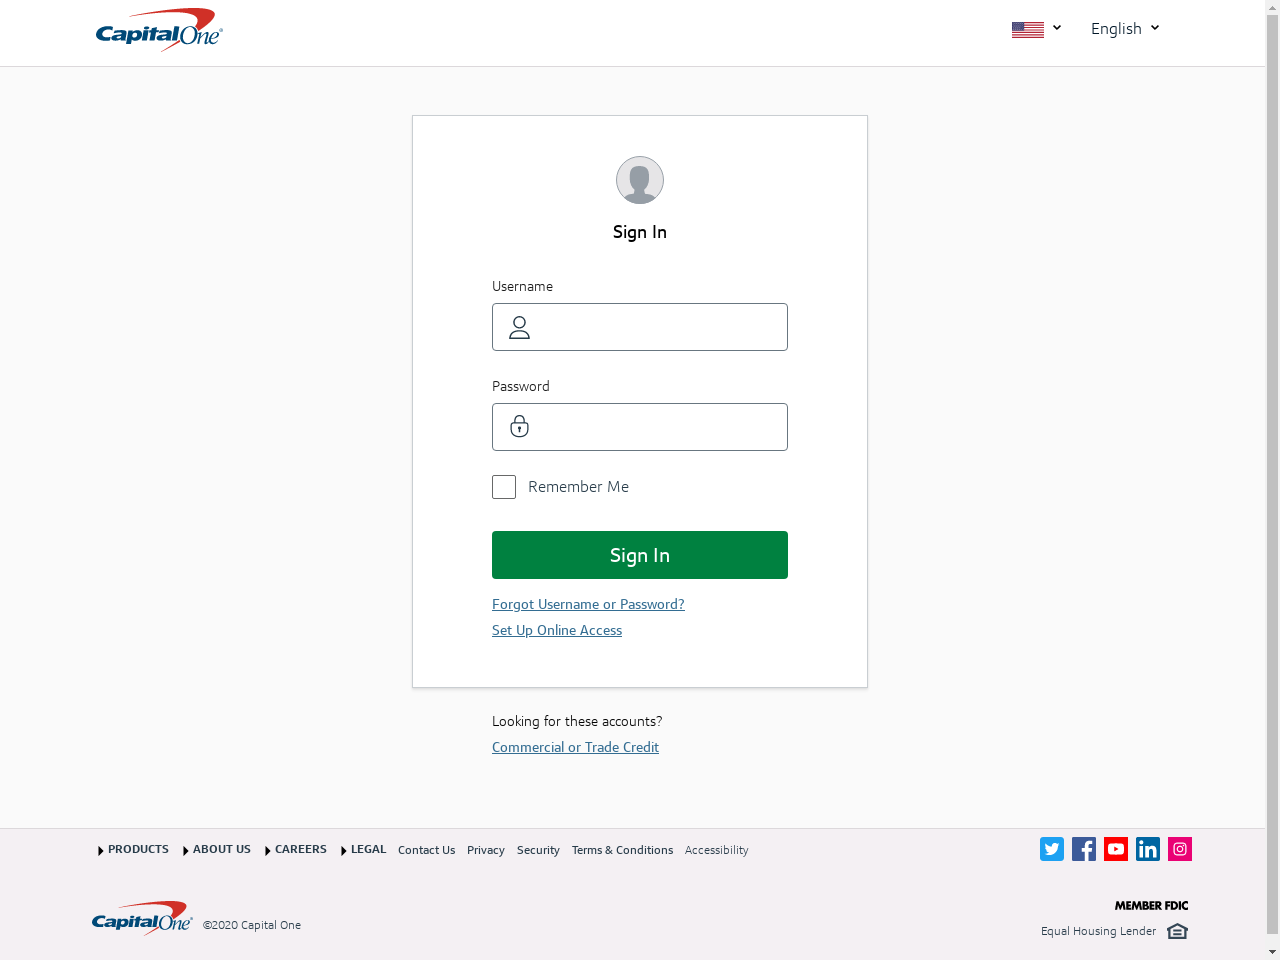 Capital One®
English
Sign In
Username
Password
Remember Me
Sign In
Forgot Username or Password?
Set Up Online Access
Looking for these accounts?
Commercial or Trade Credit
PRODUCTS ABOUT US CAREERS LEGAL Contact Us Privacy Security Terms & Conditions Accessibility
MEMBER FDIC
Capital One® ©2020 Capital One
Equal Housing Lender